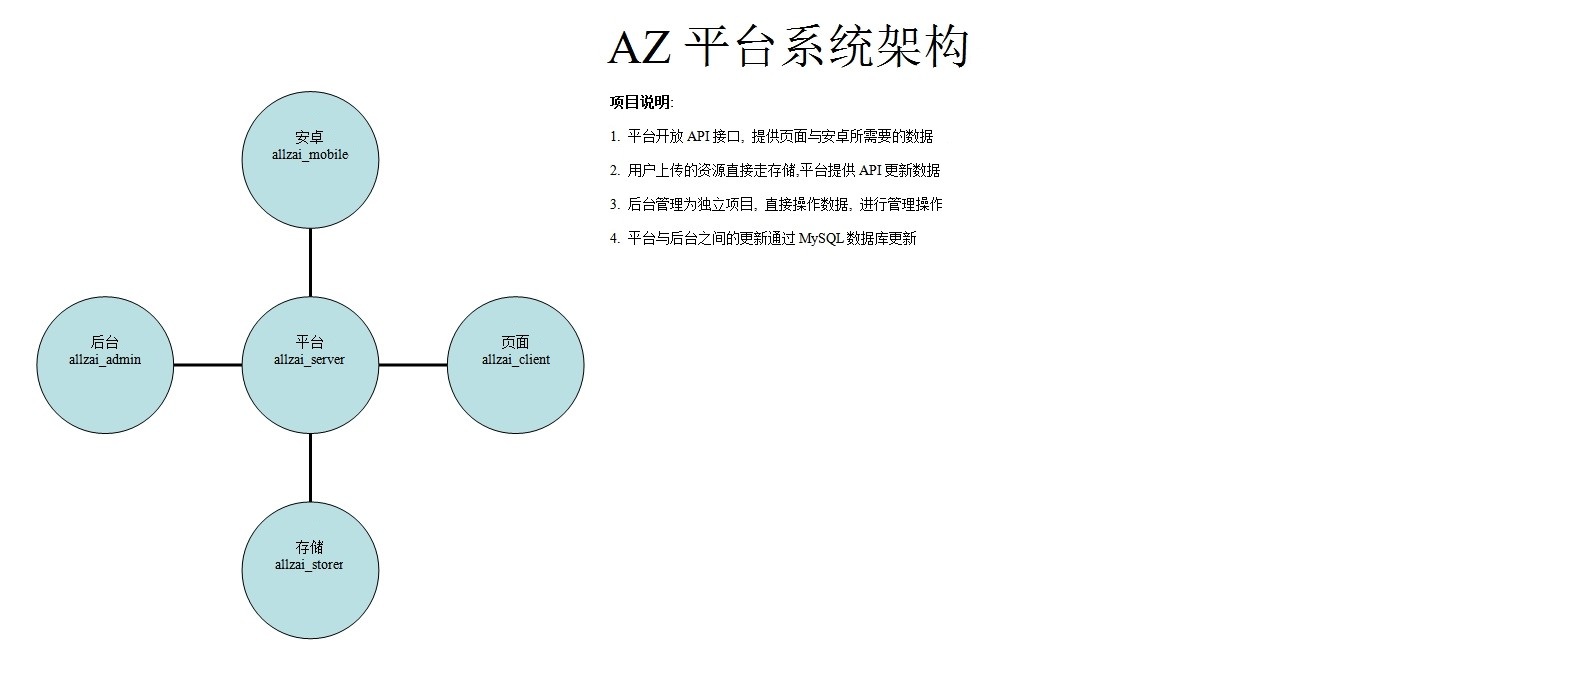 AZ 平台系统架构
项目说明:
1. 平台开放 API 接口, 提供页面与安卓所需要的数据
2. 用户上传的资源直接走存储,平台提供 API 更新数据
3. 后台管理为独立项目, 直接操作数据, 进行管理操作
4. 平台与后台之间的更新通过 MySQL 数据库更新
安卓
allzai_mobile
后台
allzai_admin
平台
allzai_server
页面
allzai_client
存储
allzai_storer